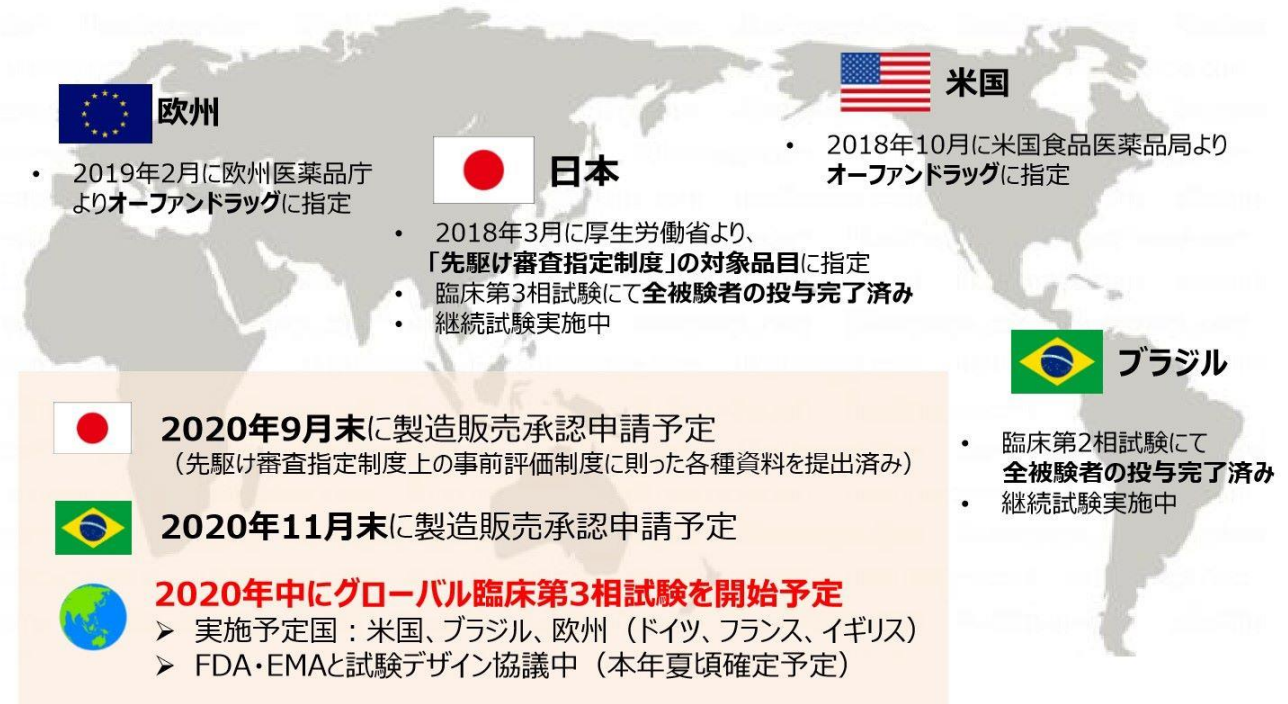 欧州
• 2019年2月に欧州医薬品庁
よりオーファンドラッグに指定
日本
• 2018年3月に厚生労働省より、
「先駆け審査指定制度」の対象品目に指定
• 臨床第3相試験にて全被験者の投与完了済み
• 継続試験実施中
米国
• 2018年10月に米国食品医薬品局より
オーファンドラッグに指定
ブラジル
• 臨床第2相試験にて
全被験者の投与完了済み
• 継続試験実施中
2020年9月末に製造販売承認申請予定
（先駆け審査指定制度上の事前評価制度に則った各種資料を提出済み）
2020年11月末に製造販売承認申請予定
2020年中にグローバル臨床第3相試験を開始予定
➢ 実施予定国：米国、ブラジル、欧州（ドイツ、フランス、イギリス）
➢ FDA・EMAと試験デザイン協議中（本年夏頃確定予定）